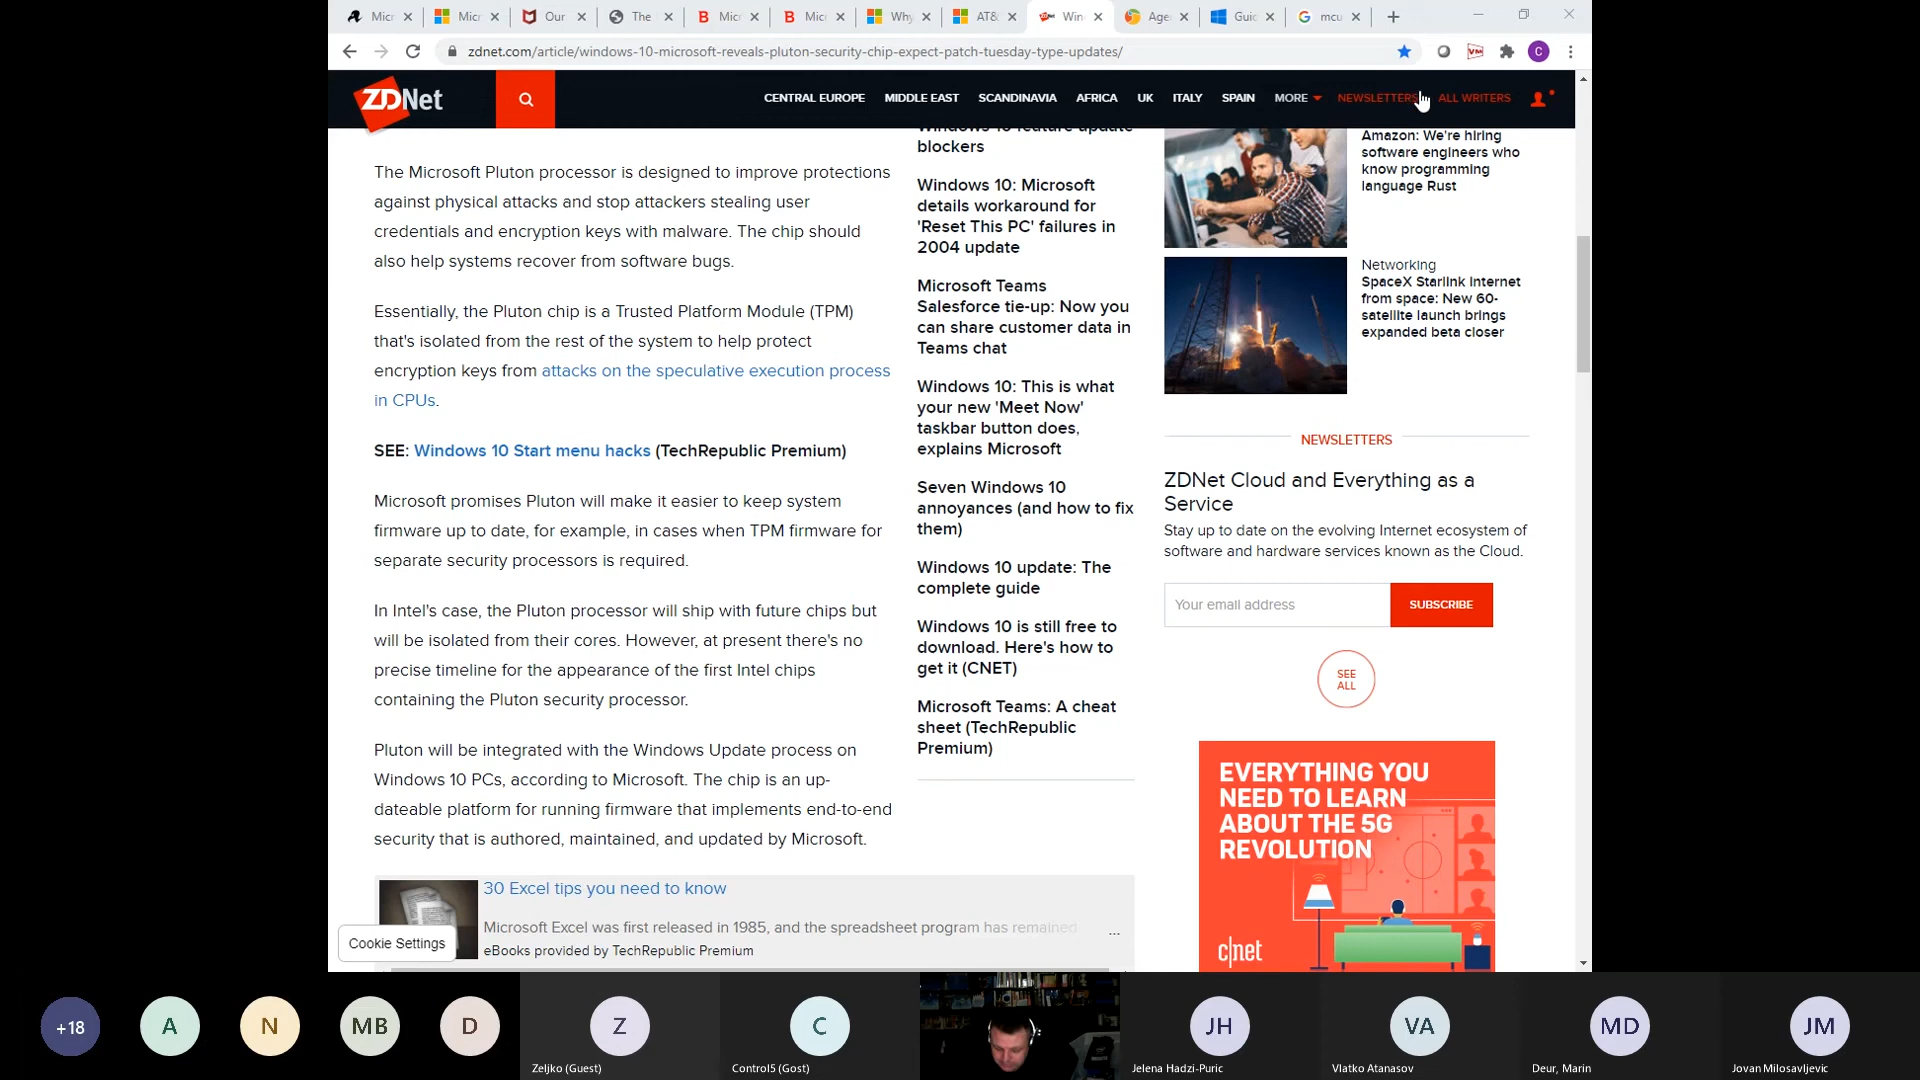 Micr
Micr
Our
The
Micr
Micr
Why
AT&
Win
Age
Guid
mcu
zdnet.com/article/windows-10-microsoft-reveals-pluton-security-chip-expect-patch-tuesday-type-updates/
C
ZDNet
CENTRAL EUROPE
MIDDLE EAST
SCANDINAVIA
AFRICA
UK
ITALY
SPAIN
MORE
NEWSLETTERS
ALL WRITERS
The Microsoft Pluton processor is designed to improve protections
against physical attacks and stop attackers stealing user
credentials and encryption keys with malware. The chip should
also help systems recover from software bugs.
Essentially, the Pluton chip is a Trusted Platform Module (TPM)
that's isolated from the rest of the system to help protect
encryption keys from attacks on the speculative execution process
in CPUs.
SEE: Windows 10 Start menu hacks (TechRepublic Premium)
Microsoft promises Pluton will make it easier to keep system
firmware up to date, for example, in cases when TPM firmware for
separate security processors is required.
In Intel's case, the Pluton processor will ship with future chips but
will be isolated from their cores. However, at present there's no
precise timeline for the appearance of the first Intel chips
containing the Pluton security processor.
Pluton will be integrated with the Windows Update process on
Windows 10 PCs, according to Microsoft. The chip is an up-
dateable platform for running firmware that implements end-to-end
security that is authored, maintained, and updated by Microsoft.
30 Excel tips you need to know
Microsoft Excel was first released in 1985, and the spreadsheet program has remained
...
eBooks provided by TechRepublic Premium
Cookie Settings
Windows 10 feature update
blockers
Windows 10: Microsoft
details workaround for
'Reset This PC' failures in
2004 update
Microsoft Teams
Salesforce tie-up: Now you
can share customer data in
Teams chat
Windows 10: This is what
your new 'Meet Now'
taskbar button does,
explains Microsoft
Seven Windows 10
annoyances (and how to fix
them)
Windows 10 update: The
complete guide
Windows 10 is still free to
download. Here's how to
get it (CNET)
Microsoft Teams: A cheat
sheet (TechRepublic
Premium)
Amazon: We're hiring
software engineers who
know programming
language Rust
Networking
SpaceX Starlink Internet
from space: New 60-
satellite launch brings
expanded beta closer
NEWSLETTERS
ZDNet Cloud and Everything as a
Service
Stay up to date on the evolving Internet ecosystem of
software and hardware services known as the Cloud.
Your email address
SUBSCRIBE
SEE
ALL
EVERYTHING YOU
NEED TO LEARN
ABOUT THE 5G
REVOLUTION
c|net
+18
A
N
MB
D
Z
C
JH
VA
MD
JM
Zeljko (Guest)
Control5 (Gost)
Jelena Hadzi-Puric
Vlatko Atanasov
Deur, Marin
Jovan Milosavljevic